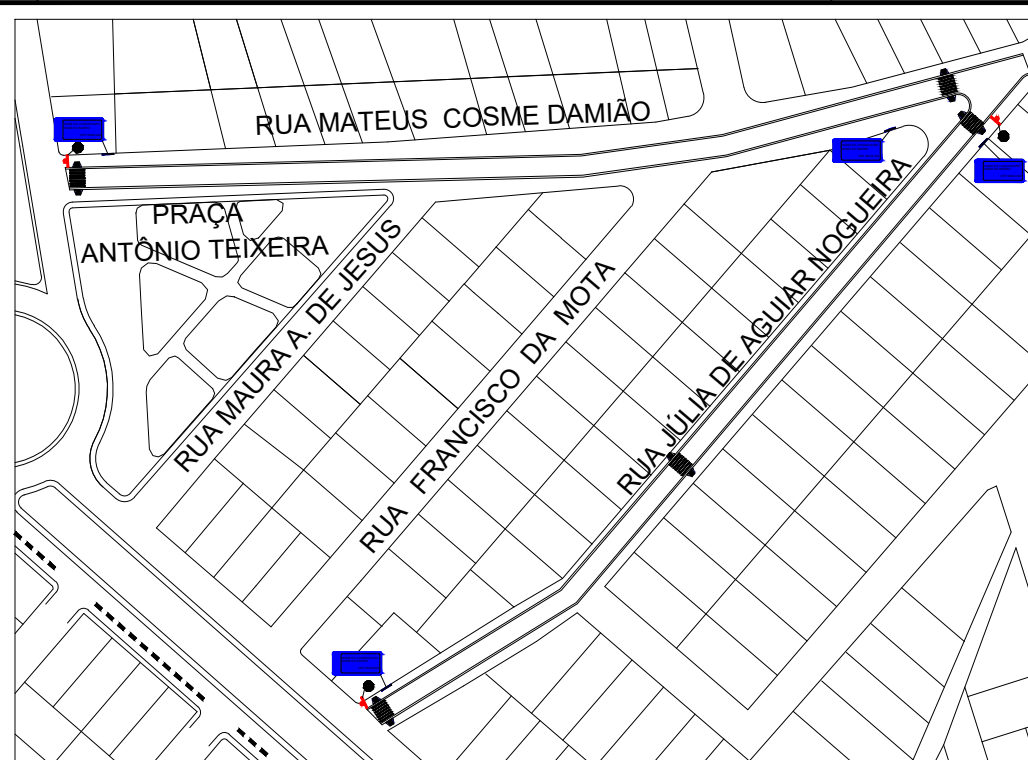 RUA MATEUS COSME DAMIÃO
PRAÇA
ANTÔNIO TEIXEIRA
RUA MAURA A. DE JESUS
RUA FRANCISCO DA MOTA
RUA JÚLIA DE AGUIAR NOGUEIRA